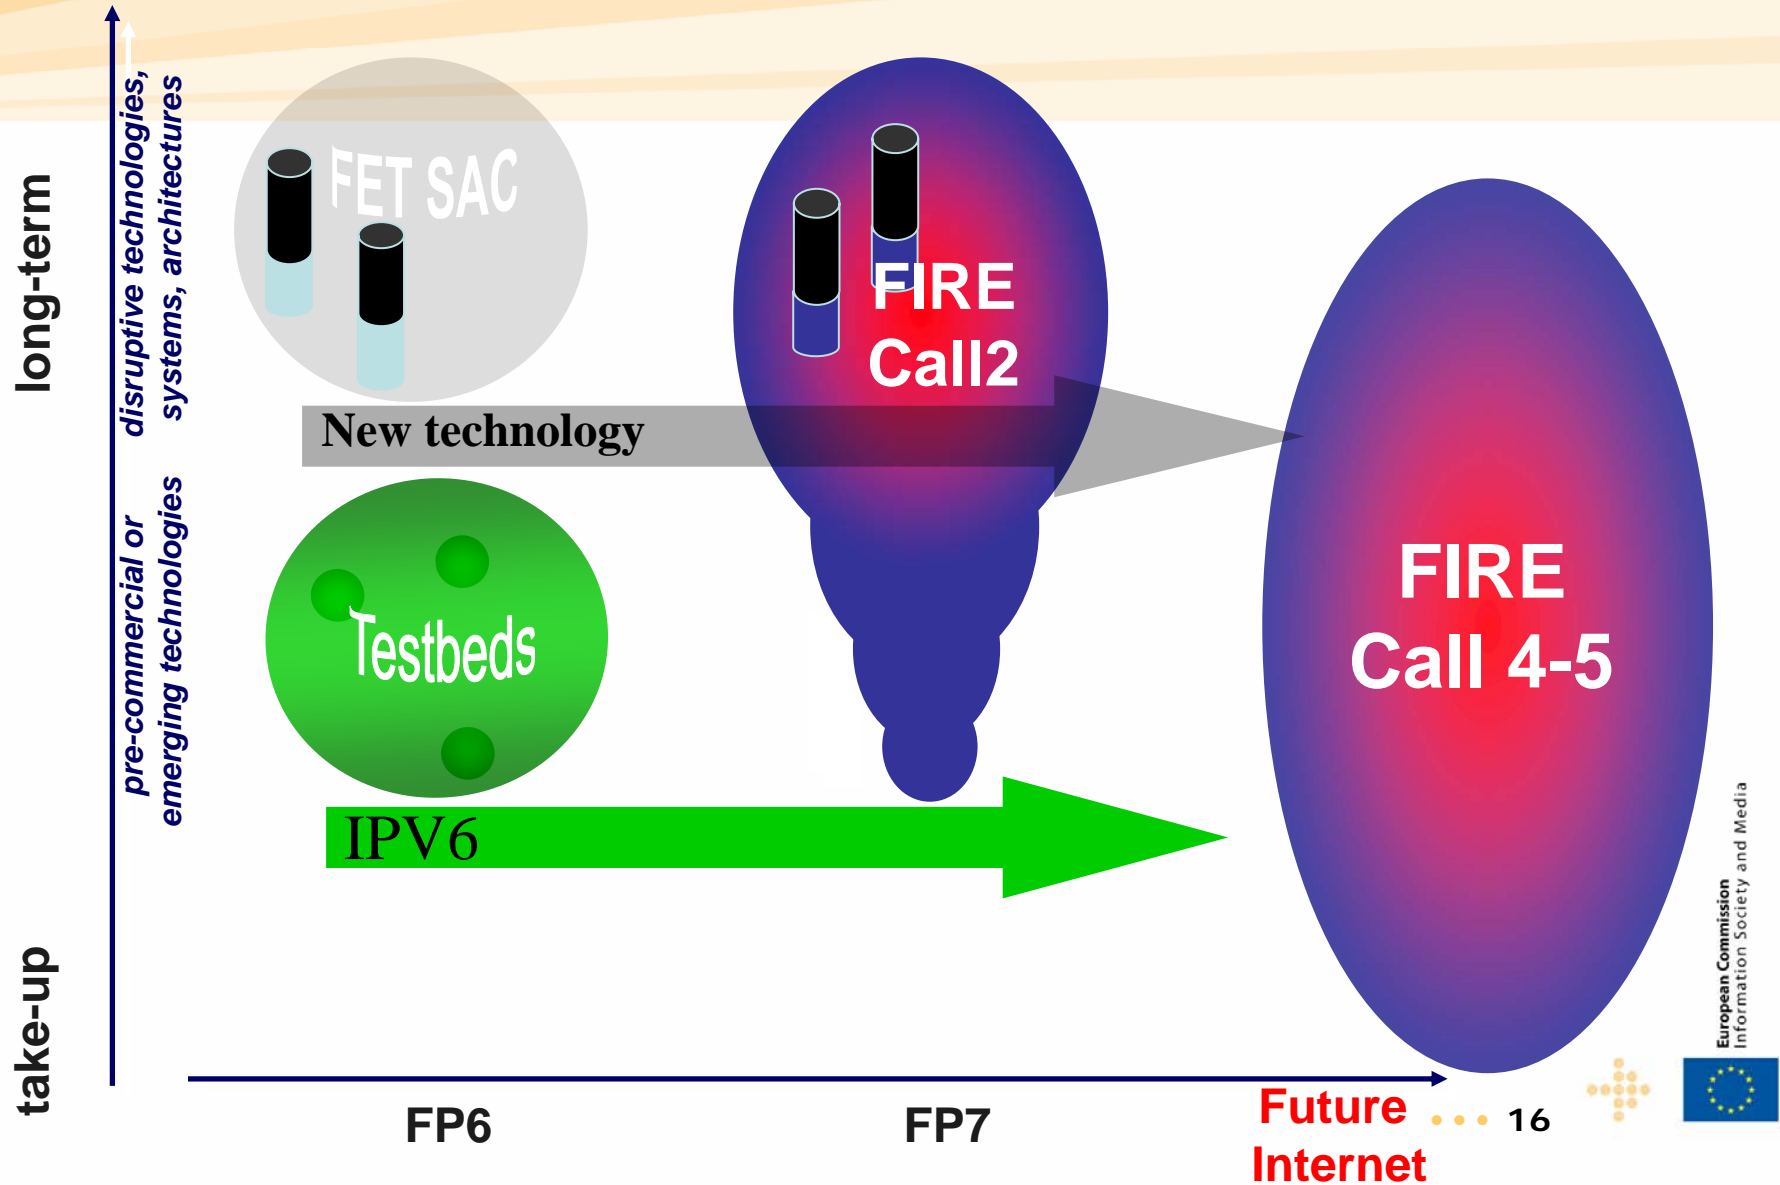 long-term
disruptive technologies,
systems, architectures
pre-commercial or
emerging technologies
take-up
FET SAC
FIRE
Call2
New technology
Testbeds
IPV6
FIRE
Call 4-5
FP6
FP7
Future
Internet
16
European Commission
Information Society and Media